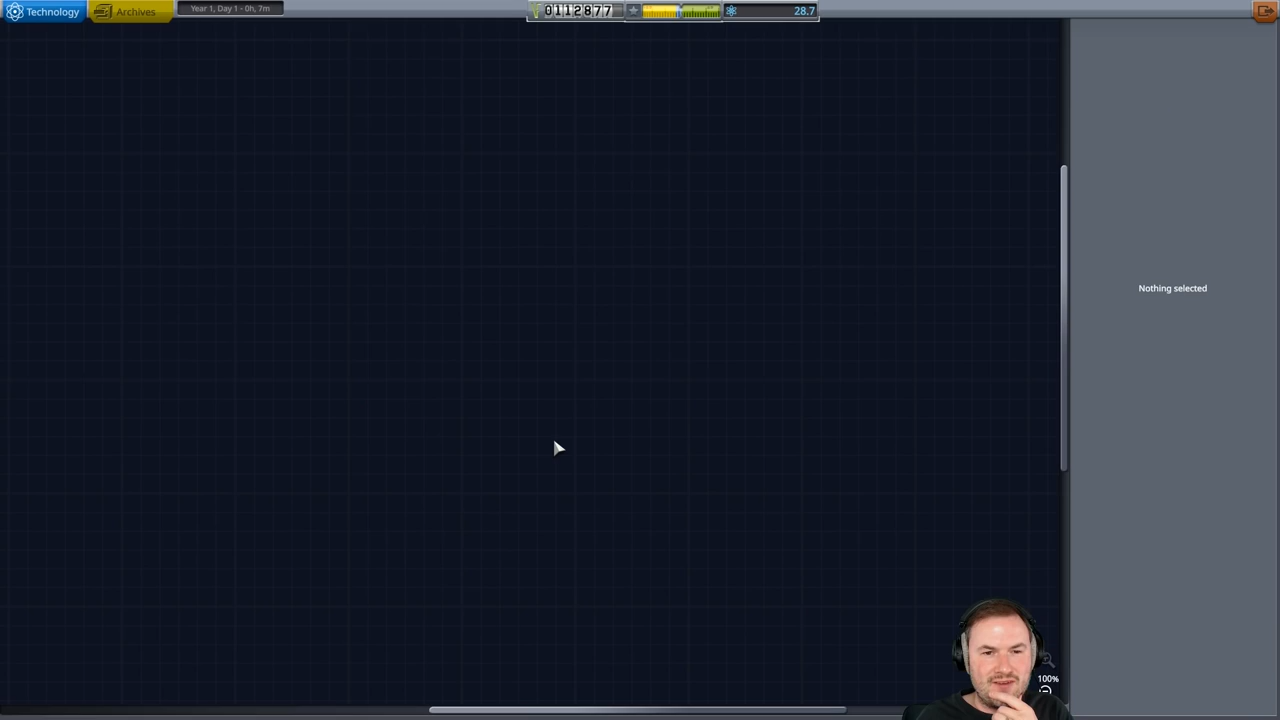 Technology
Archives
Year 1, Day 1 - 0h, 7m
0112877
28.7
Nothing selected
100%